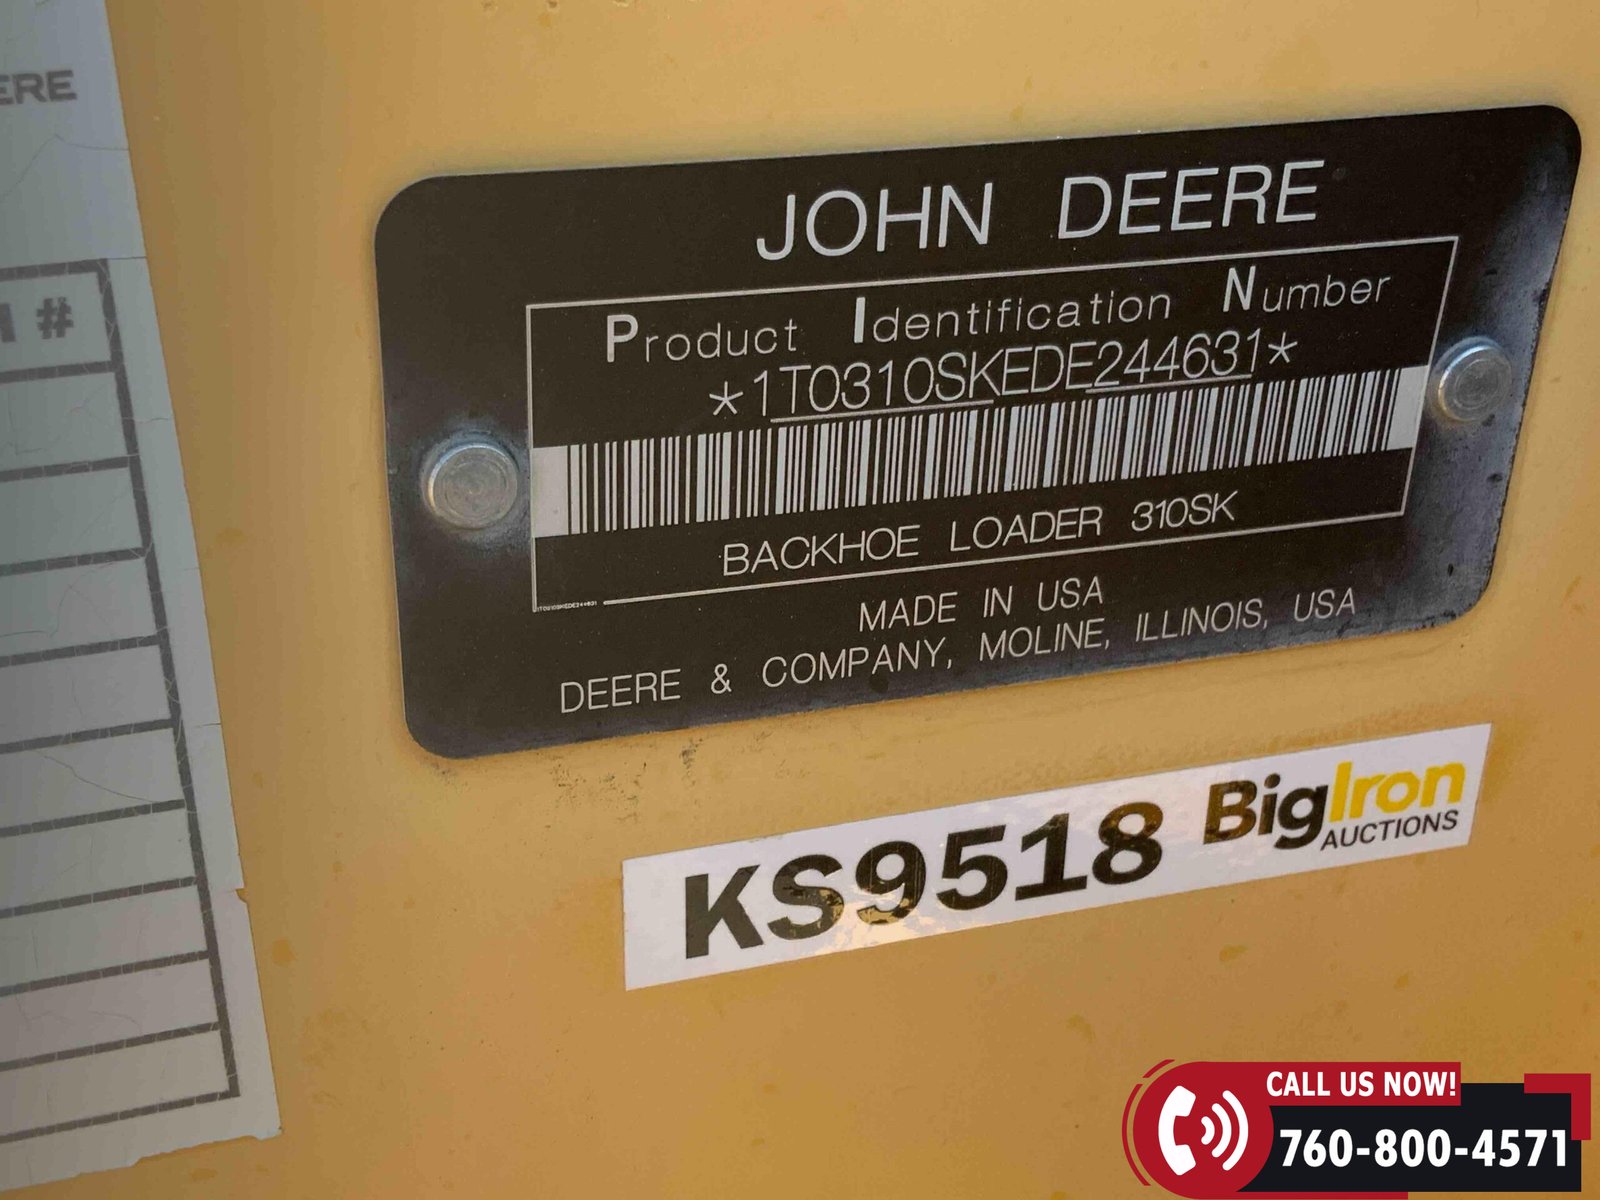 ERE
#
JOHN DEERE
Product Identification Number
*1T0310SKEDE244631*
BACKHOE LOADER 310SK
1T0310SKEDE244631
MADE IN USA
DEERE & COMPANY, MOLINE, ILLINOIS, USA
KS9518 BigIron
AUCTIONS
CALL US NOW!
760-800-4571